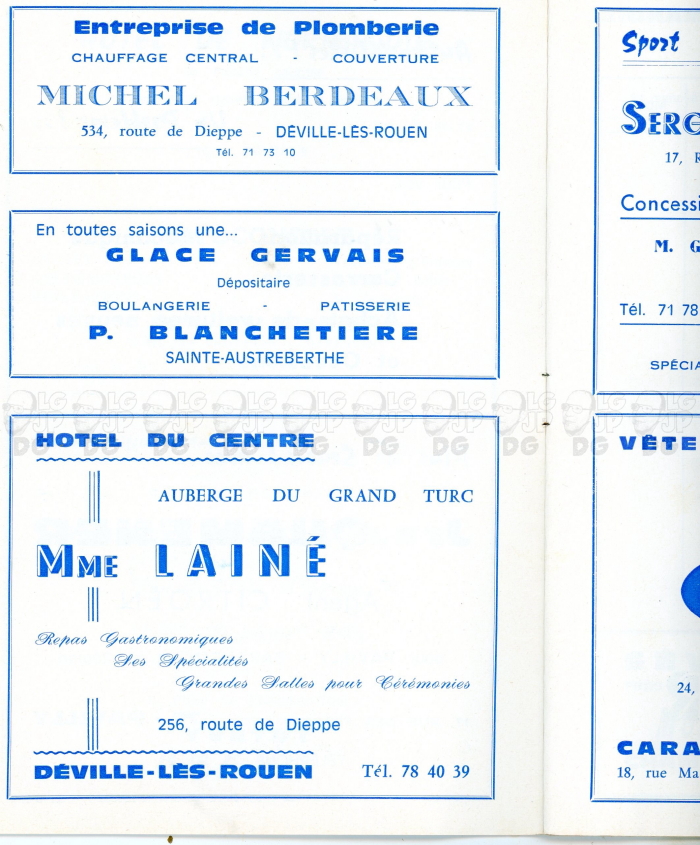 Entreprise de Plomberie
CHAUFFAGE CENTRAL - COUVERTURE
MICHEL BERDEAUX
534, route de Dieppe - DÉVILLE-LÈS-ROUEN
Tél. 71 73 10
En toutes saisons une...
GLACE GERVAIS
Dépositaire
BOULANGERIE - PATISSERIE
P. BLANCHETIERE
SAINTE-AUSTREBERTHE
HOTEL DU CENTRE
AUBERGE DU GRAND TURC
MME LAINÉ
Repas Gastronomiques
Ses Spécialités
Grandes Salles pour Cérémonies
256, route de Dieppe
DÉVILLE-LÈS-ROUEN Tél. 78 40 39
Sport
SERG
17, R
Concessi
M. G
Tél. 71 78
SPÉCIA
VÊTE
24,
CARA
18, rue Ma
LG JP DG